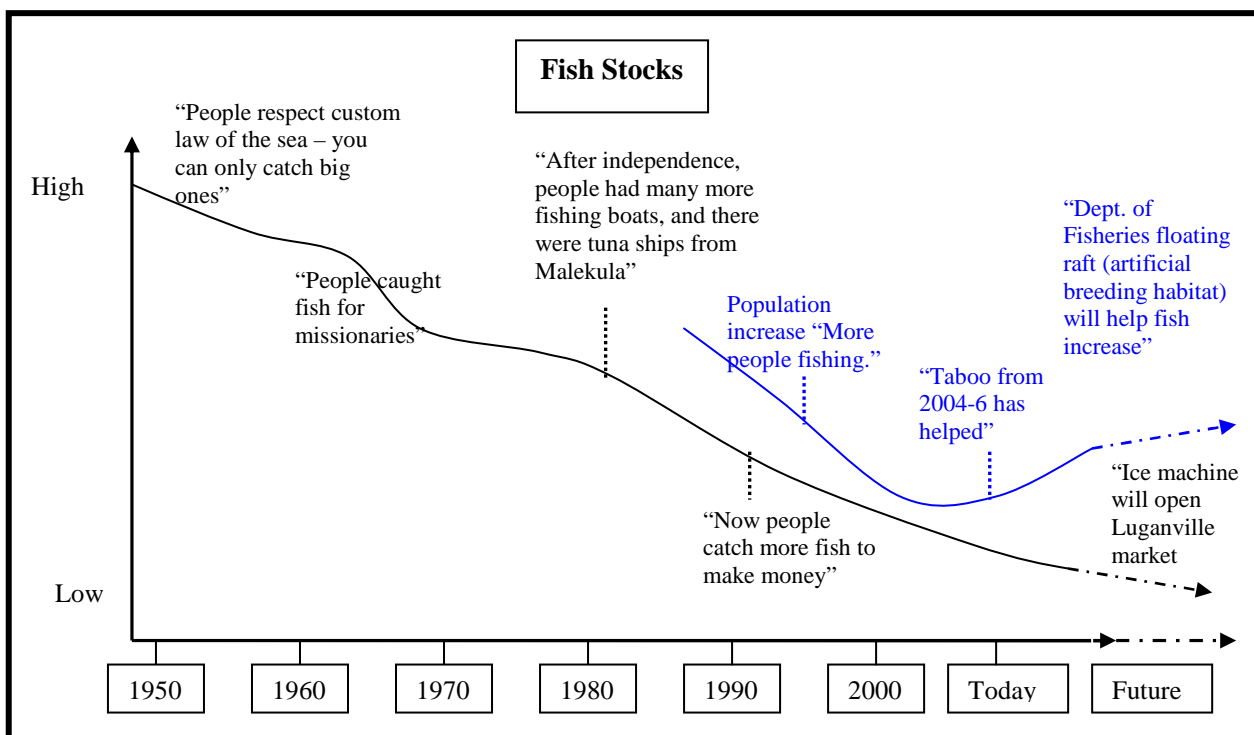 Fish Stocks
“People respect custom
law of the sea – you
can only catch big
ones”
High
“People caught
fish for
missionaries”
“After independence,
people had many more
fishing boats, and there
were tuna ships from
Malekula”
Population
increase “More
people fishing.”
“Taboo from
2004-6 has
helped”
“Dept. of
Fisheries floating
raft (artificial
breeding habitat)
will help fish
increase”
“Now people
catch more fish to
make money”
“Ice machine
will open
Luganville
market
Low
1950
1960
1970
1980
1990
2000
Today
Future